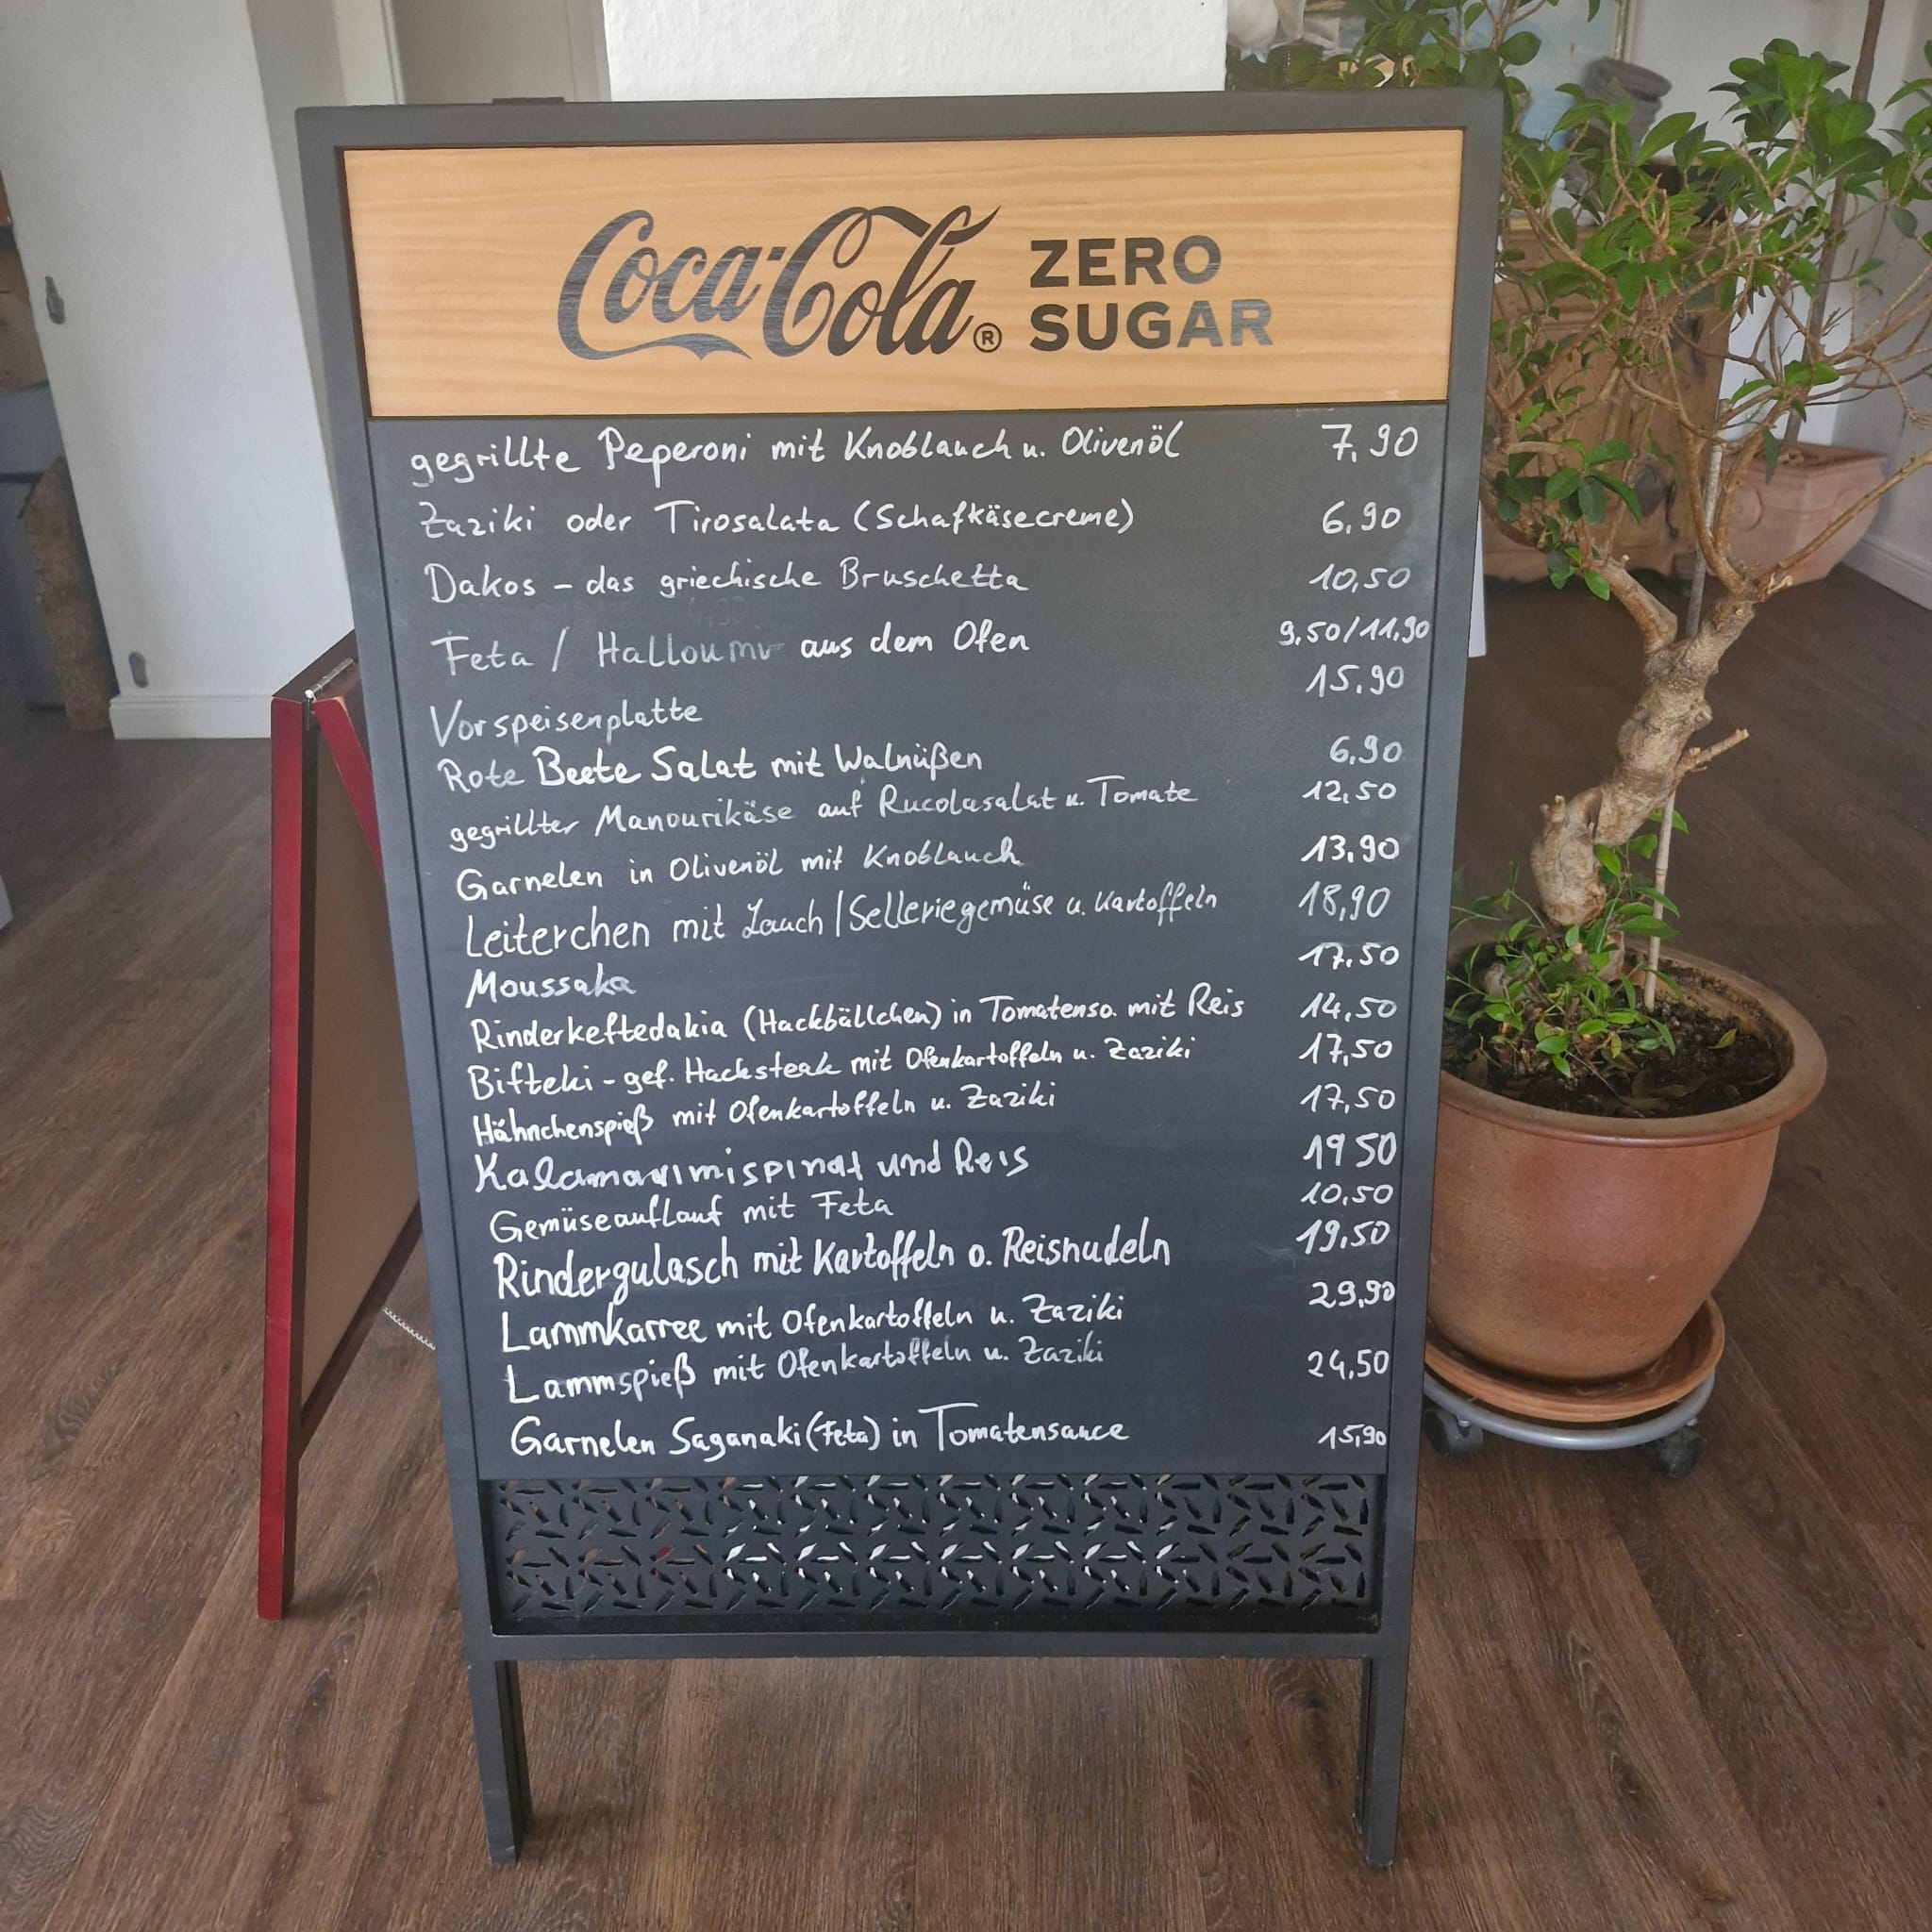 Coca-Cola® ZERO SUGAR
gegrillte Peperoni mit Knoblauch u. Olivenöl 7,90
Zaziki oder Tirosalata (Schafkäsecreme) 6,90
Dakos – das griechische Bruschetta 10,50
Feta / Halloumi aus dem Ofen 9,50/11,90
Vorspeisenplatte 15,90
Rote Beete Salat mit Walnüßen 6,90
gegrillter Manourikäse auf Rucolasalat u. Tomate 12,50
Garnelen in Olivenöl mit Knoblauch 13,90
Leiterchen mit Lauch/Selleriegemüse u. Kartoffeln 18,90
Moussaka 17,50
Rinderkeftedakia (Hackbällchen) in Tomatenso. mit Reis 14,50
Bifteki - gef. Hacksteak mit Ofenkartoffeln u. Zaziki 17,50
Hähnchenspieß mit Ofenkartoffeln u. Zaziki 17,50
und Reis 19 50
Gemüseauflauf mit Feta 10,50
Rindergulasch mit Kartoffeln o. Reisnudeln 19,50
Lammkarree mit Ofenkartoffeln u. Zaziki 29,90
Lammspieß mit Ofenkartoffeln u. Zaziki 24,50
Garnelen Saganaki (Feta) in Tomatensauce 15,90